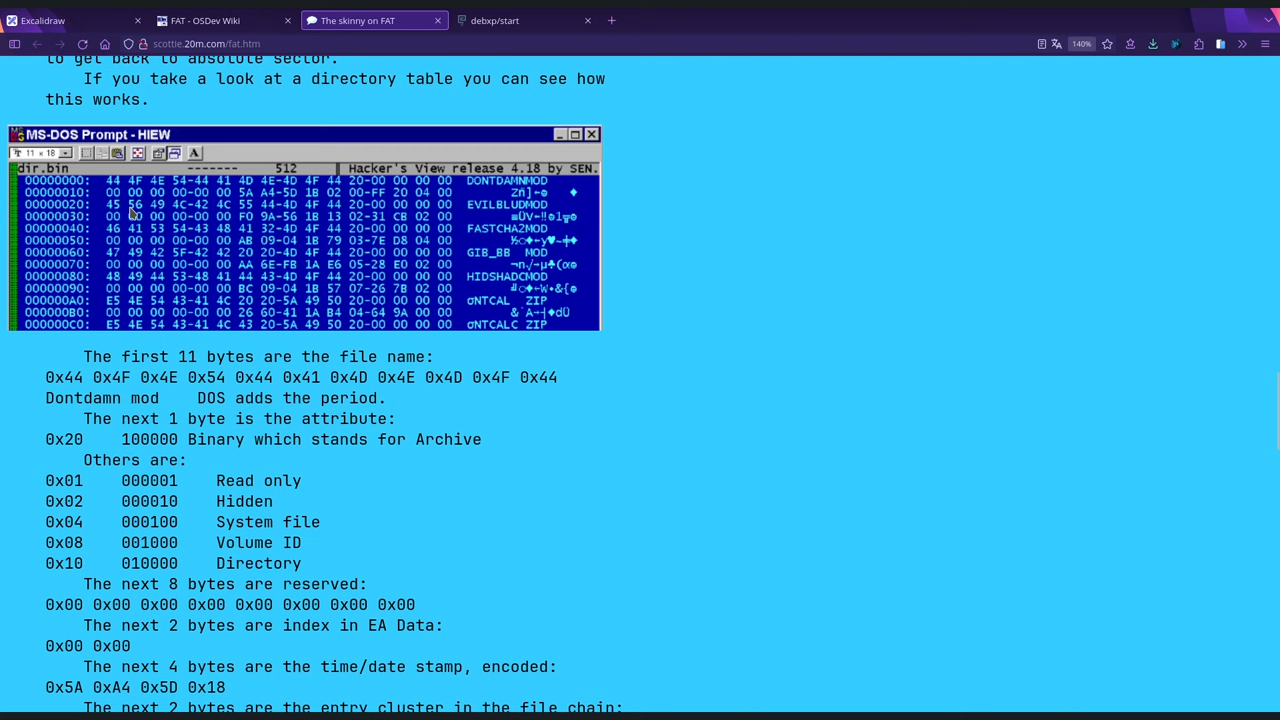 Excalidraw
FAT - OSDev Wiki
The skinny on FAT
debxp/start
scottie.20m.com/fat.htm
140%
to get back to absolute sector.
If you take a look at a directory table you can see how
this works.
MS-DOS Prompt - HIEW
11 x 18
A
dir.bin ------- 512 Hacker's View release 4.18 by SEN.
00000000: 44 4F 4E 54-44 41 4D 4E-4D 4F 44 20-00 00 00 00 DONTDAMNMOD
00000010: 00 00 00 00-00 00 5A A4-5D 1B 02 00-FF 20 04 00
00000020: 45 56 49 4C-42 4C 55 44-4D 4F 44 20-00 00 00 00 EVILBLUDMOD
00000030: 00 00 00 00-00 00 F0 9A-56 1B 13 02-31 CB 02 00
00000040: 46 41 53 54-43 48 41 32-4D 4F 44 20-00 00 00 00 FASTCHA2MOD
00000050: 00 00 00 00-00 00 AB 09-04 1B 79 03-7E D8 04 00
00000060: 47 49 42 5F-42 42 20 20-4D 4F 44 20-00 00 00 00 GIB_BB MOD
00000070: 00 00 00 00-00 00 AA 6E-FB 1A E6 05-28 E0 02 00
00000080: 48 49 44 53-48 41 44 43-4D 4F 44 20-00 00 00 00 HIDSHADCMOD
00000090: 00 00 00 00-00 00 BC 09-04 1B 57 07-26 7B 02 00
000000A0: E5 4E 54 43-41 4C 20 20-5A 49 50 20-00 00 00 00 σNTCAL ZIP
000000B0: 00 00 00 00-00 00 26 60-41 1A B4 04-64 9A 00 00
000000C0: E5 4E 54 43-41 4C 43 20-5A 49 50 20-00 00 00 00 σNTCALC ZIP
The first 11 bytes are the file name:
0x44 0x4F 0x4E 0x54 0x44 0x41 0x4D 0x4E 0x4D 0x4F 0x44
Dontdamn mod DOS adds the period.
The next 1 byte is the attribute:
0x20 100000 Binary which stands for Archive
Others are:
0x01 000001 Read only
0x02 000010 Hidden
0x04 000100 System file
0x08 001000 Volume ID
0x10 010000 Directory
The next 8 bytes are reserved:
0x00 0x00 0x00 0x00 0x00 0x00 0x00 0x00
The next 2 bytes are index in EA Data:
0x00 0x00
The next 4 bytes are the time/date stamp, encoded:
0x5A 0xA4 0x5D 0x18
The next 2 bytes are the entry cluster in the file chain: